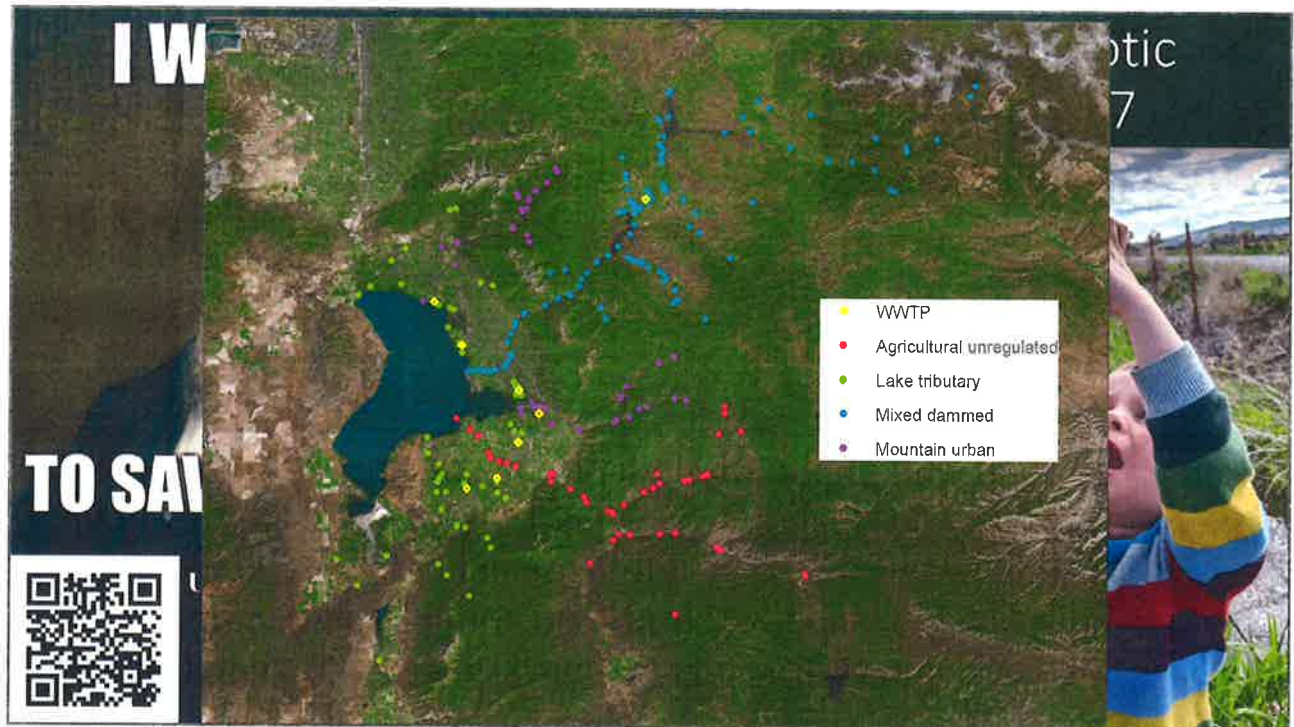 I W
otic
7
WWTP
Agricultural unregulated
Lake tributary
Mixed dammed
Mountain urban
TO SAV
U